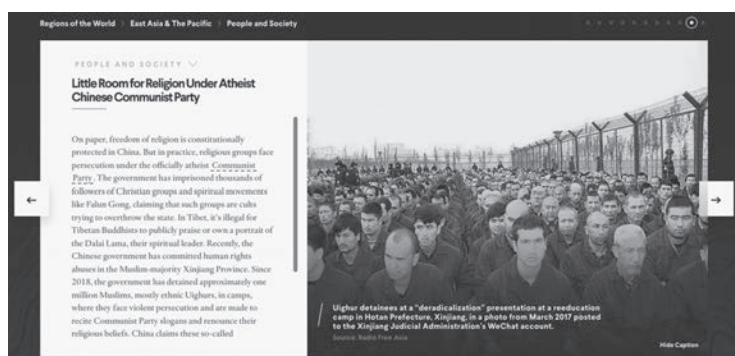 Regions of the World East Asia & The Pacific People and Society
PEOPLE AND SOCIETY
Little Room for Religion Under Atheist
Chinese Communist Party
On paper, freedom of religion is constitutionally
protected in China. But in practice, religious groups face
persecution under the officially atheist Communist
Party. The government has imprisoned thousands of
followers of Christian groups and spiritual movements
like Falun Gong, claiming that such groups are cults
trying to overthrow the state. In Tibet, it's illegal for
Tibetan Buddhists to publicly praise or own a portrait of
the Dalai Lama, their spiritual leader. Recently, the
Chinese government has committed human rights
abuses in the Muslim-majority Xinjiang Province. Since
2018, the government has detained approximately one
million Muslims, mostly ethnic Uighurs, in camps,
where they face violent persecution and are made to
recite Communist Party slogans and renounce their
religious beliefs. China claims these so-called
Uighur detainees at a "deradicalization" presentation at a reeducation
camp in Hotan Prefecture, Xinjiang, in a photo from March 2017 posted
to the Xinjiang Judicial Administration's WeChat account.
Source: Radio Free Asia
Hide Caption